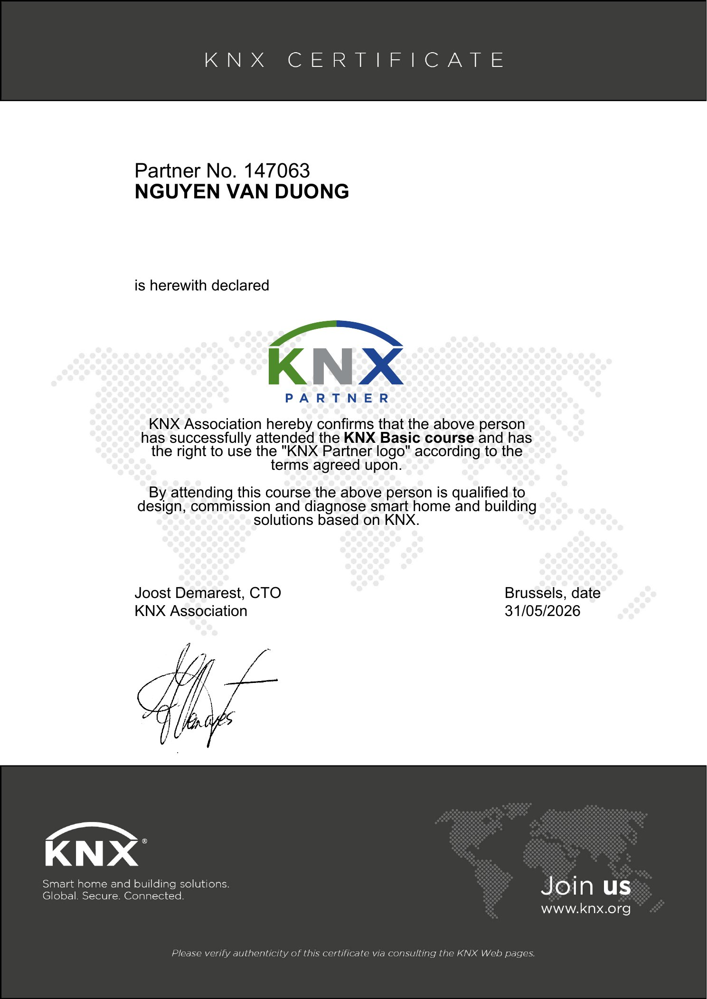 KNX CERTIFICATE
Partner No. 147063
NGUYEN VAN DUONG
is herewith declared
KNX
PARTNER
KNX Association hereby confirms that the above person
has successfully attended the KNX Basic course and has
the right to use the "KNX Partner logo" according to the
terms agreed upon.
By attending this course the above person is qualified to
design, commission and diagnose smart home and building
solutions based on KNX.
Joost Demarest, CTO
KNX Association
Brussels, date
31/05/2026
KNX®
Smart home and building solutions.
Global. Secure. Connected.
Join us
www.knx.org
Please verify authenticity of this certificate via consulting the KNX Web pages.